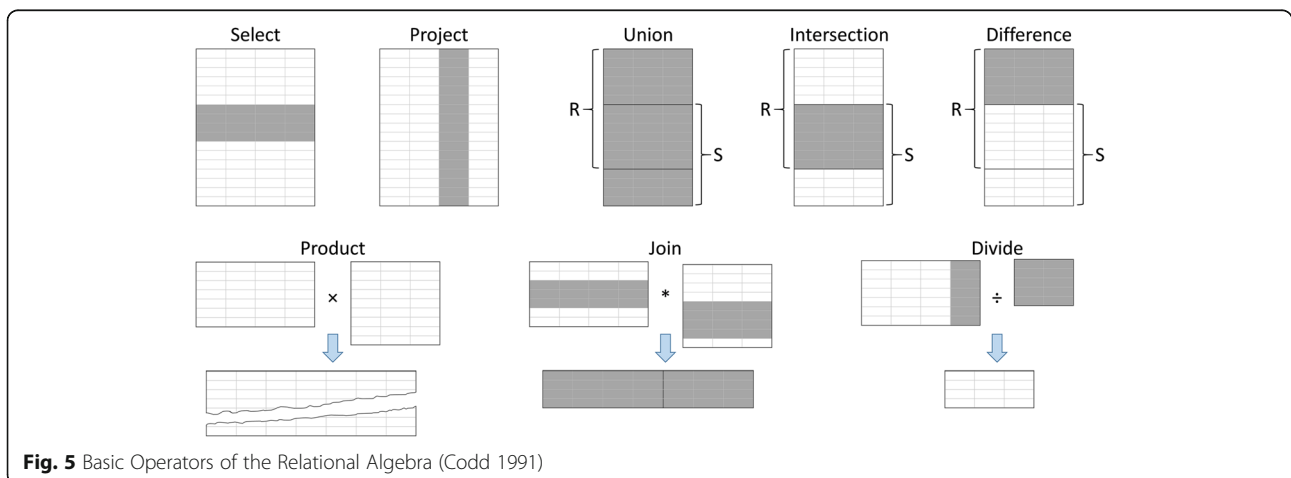 Select Project Union Intersection Difference
R S R S R S
Product Join Divide
× * ÷
Fig. 5 Basic Operators of the Relational Algebra (Codd 1991)